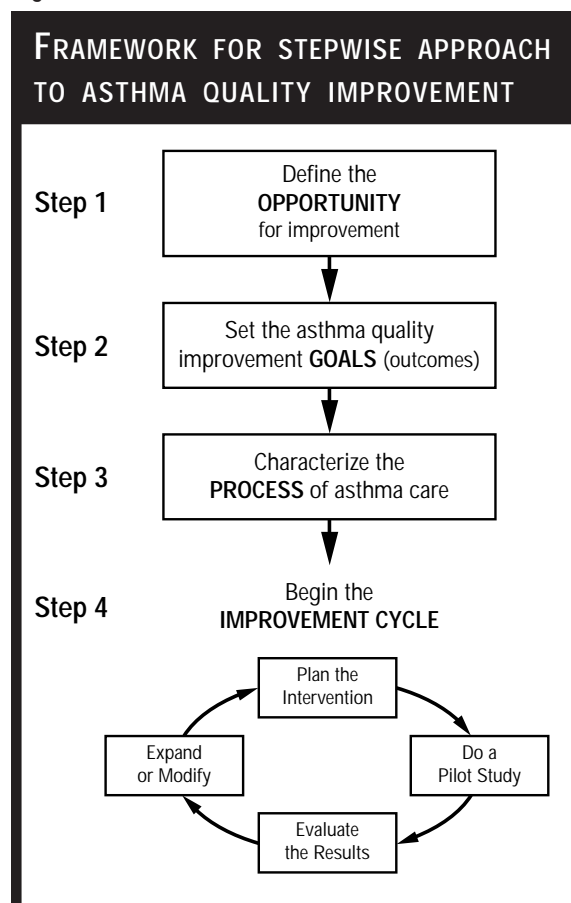 FRAMEWORK FOR STEPWISE APPROACH
TO ASTHMA QUALITY IMPROVEMENT
Step 1
Define the
OPPORTUNITY
for improvement
Step 2
Set the asthma quality
improvement GOALS (outcomes)
Step 3
Characterize the
PROCESS of asthma care
Step 4
Begin the
IMPROVEMENT CYCLE
Plan the
Intervention
Do a
Pilot Study
Evaluate
the Results
Expand
or Modify